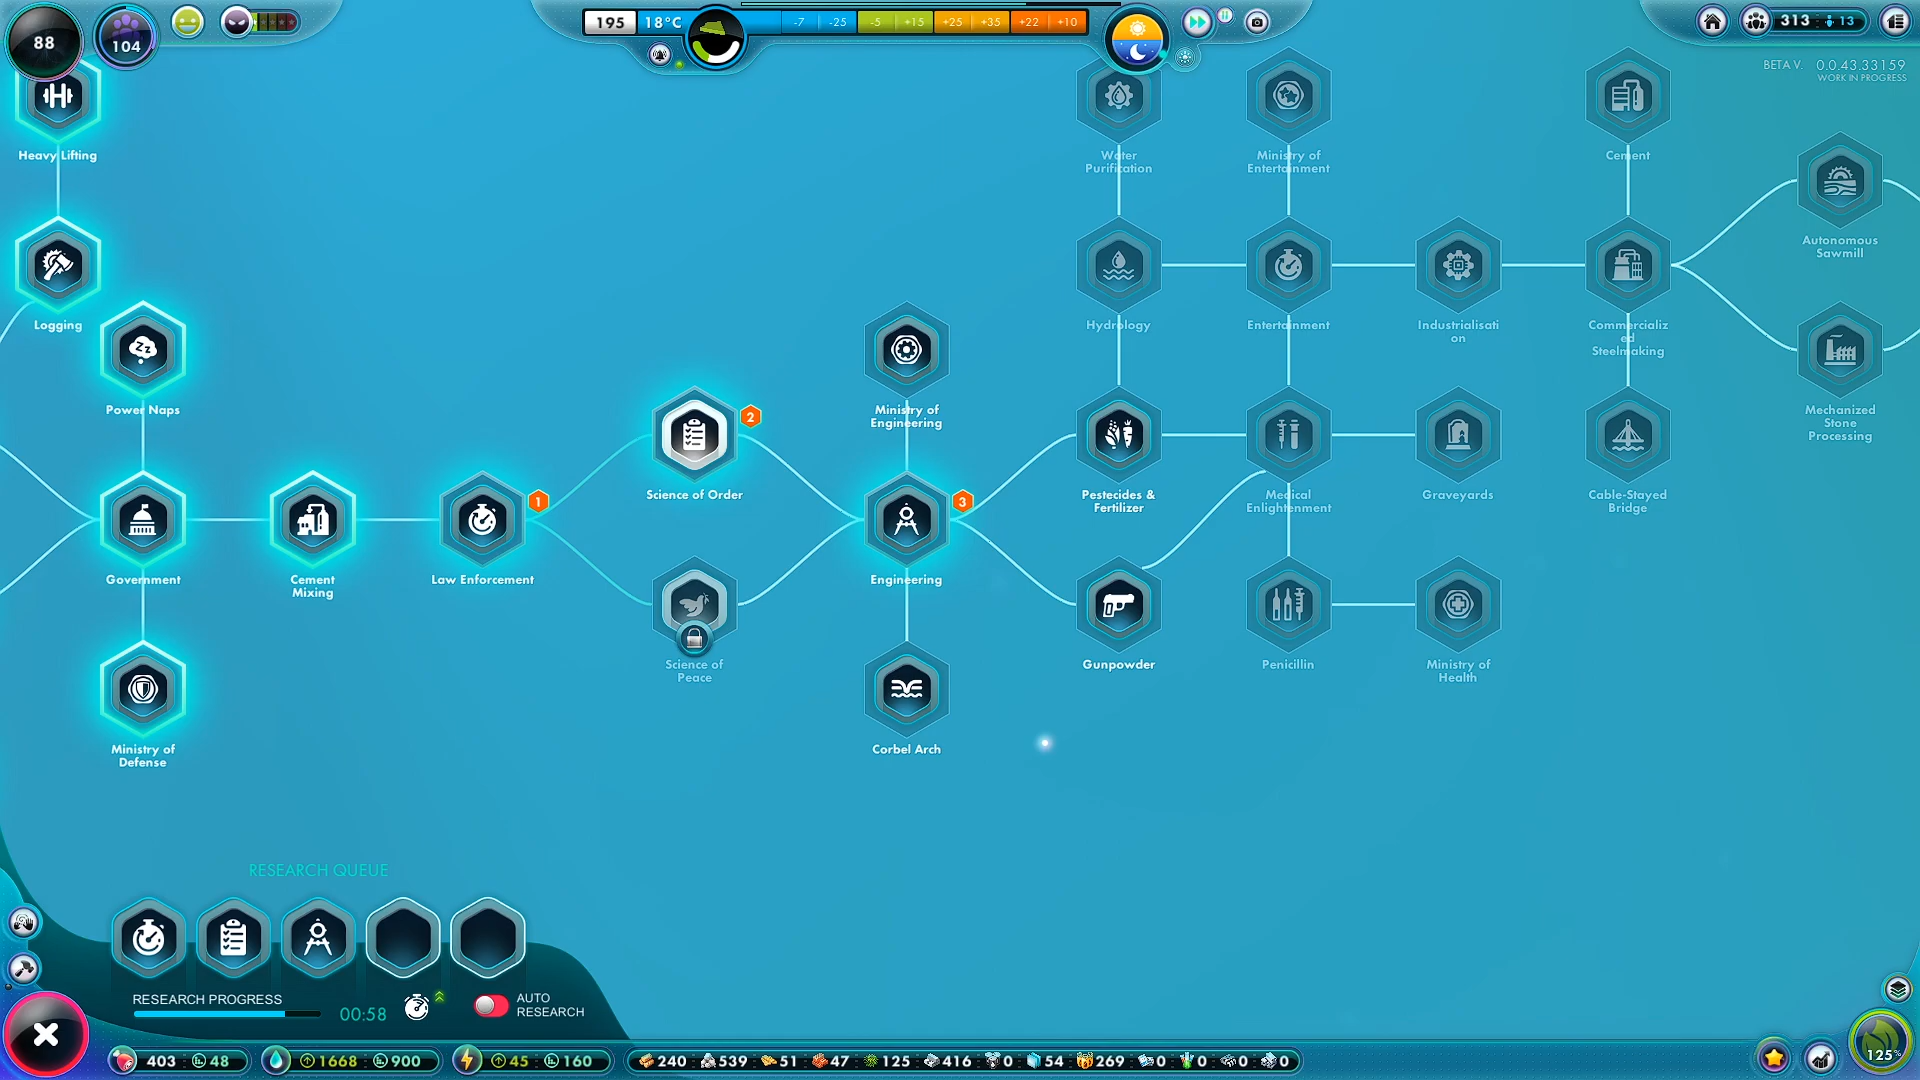 88
104
195
18°C
-7
-25
-5
+15
+25
+35
+22
+10
313
13
BETA V. 0.0.43.33159
WORK IN PROGRESS
Heavy Lifting
Water
Purification
Ministry of
Entertainment
Cement
Autonomous
Sawmill
Logging
Hydrology
Entertainment
Industrialisati
on
Commercializ
ed
Steelmaking
Zz
Power Naps
Ministry of
Engineering
Mechanized
Stone
Processing
2
Science of Order
Pestecides &
Fertilizer
Medical
Enlightenment
Graveyards
Cable-Stayed
Bridge
1
3
Government
Cement
Mixing
Law Enforcement
Engineering
Science of
Peace
Gunpowder
Penicillin
Ministry of
Health
Ministry of
Defense
Corbel Arch
RESEARCH QUEUE
RESEARCH PROGRESS
00:58
AUTO
RESEARCH
403
48
1668
900
45
160
240
539
51
47
125
416
0
54
269
0
0
0
0
125%